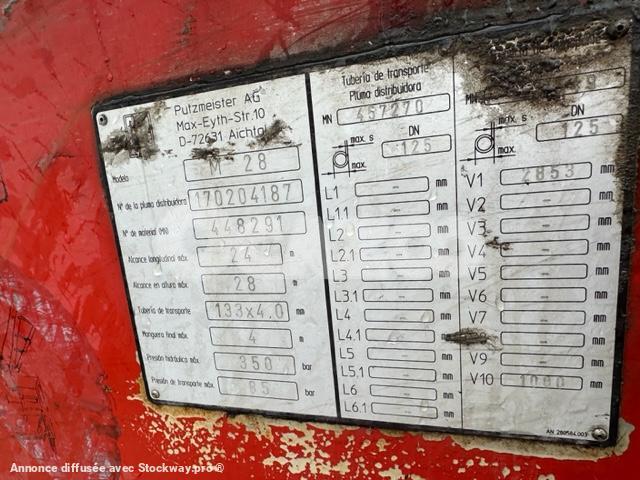 Putzmeister AG
Max-Eyth-Str.10
D-72631 Aichtal
Modelo M 28
N° de la pluma distribuidora 170204187
N° de material (MN) 448291
Alcance longitudinal máx. 24 m
Alcance en altura máx. 28 m
Tubería de transporte 133x4.0 mm
Manguera final máx. 4 m
Presión hidráulica máx. 350 bar
Presión de transporte máx. 85 bar
Tubería de transporte
Pluma distribuidora
MN 457270
DN
125
max. s
max.
L1 - mm
L1.1 - mm
L2 - mm
L2.1 - mm
L3 - mm
L3.1 - mm
L4 - mm
L4.1 - mm
L5 - mm
L5.1 - mm
L6 - mm
L6.1 - mm
MN
DN
125
max. s
max.
V1 2853 mm
V2 - mm
V3 - mm
V4 - mm
V5 - mm
V6 - mm
V7 - mm
- mm
V9 - mm
V10 1000 mm
AN 280564.003
Annonce diffusée avec Stockway.pro®